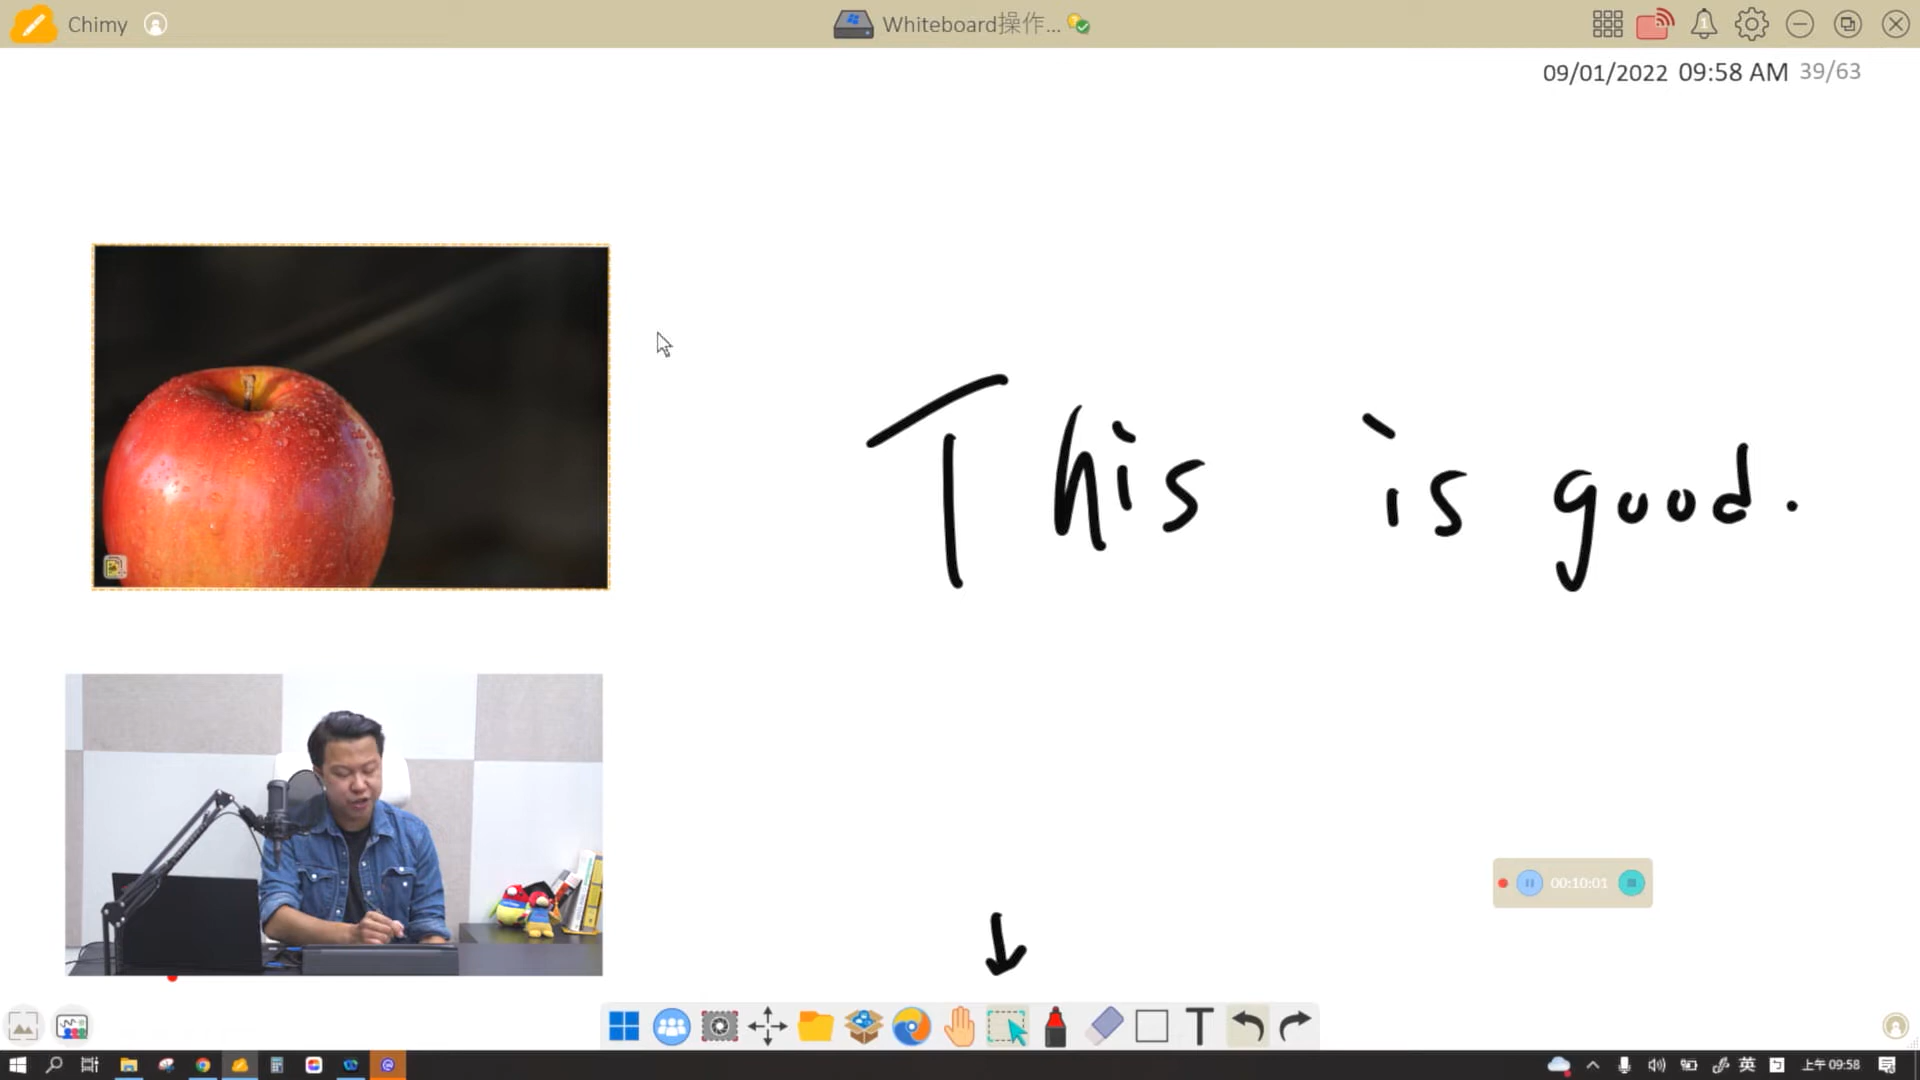 Chimy
Whiteboard操作...
1
09/01/2022 09:58 AM 39/63
This is good.
00:10:01
T
英
上午 09:58